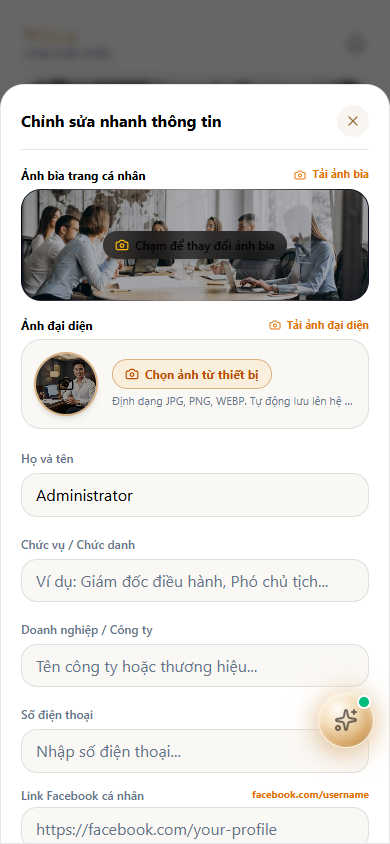 Chỉnh sửa nhanh thông tin
Ảnh bìa trang cá nhân
Tải ảnh bìa
Chạm để thay đổi ảnh bìa
Ảnh đại diện
Tải ảnh đại diện
Chọn ảnh từ thiết bị
Định dạng JPG, PNG, WEBP. Tự động lưu lên hệ ...
Họ và tên
Administrator
Chức vụ / Chức danh
Ví dụ: Giám đốc điều hành, Phó chủ tịch...
Doanh nghiệp / Công ty
Tên công ty hoặc thương hiệu...
Số điện thoại
Nhập số điện thoại...
Link Facebook cá nhân
facebook.com/username
https://facebook.com/your-profile